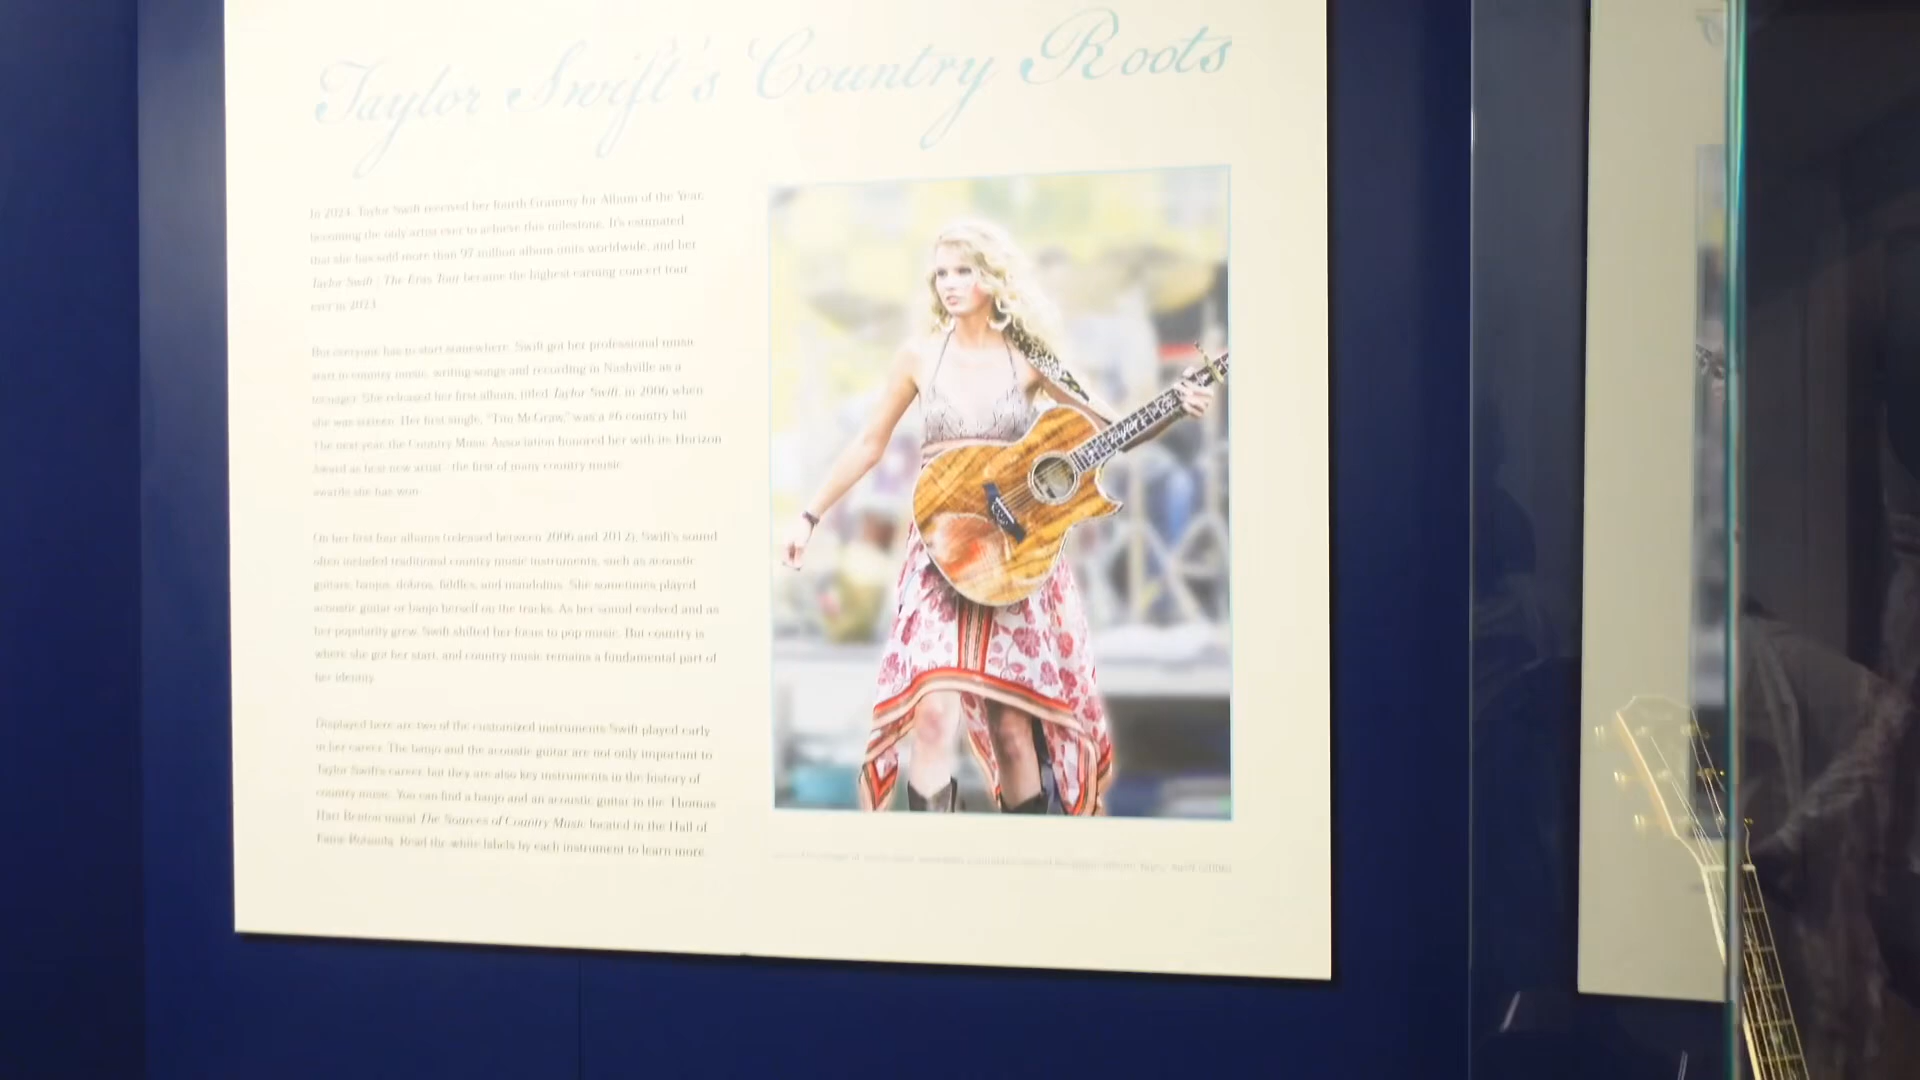 Taylor Swift's Country Roots
In 2024, Taylor Swift received her fourth Grammy for Album of the Year,
becoming the only artist ever to achieve this milestone. It's estimated
that she has sold more than 97 million album units worldwide, and her
Taylor Swift | The Eras Tour became the highest-earning concert tour
ever in 2023.
But everyone has to start somewhere. Swift got her professional music
start in country music, writing songs and recording in Nashville as a
teenager. She released her first album, titled Taylor Swift, in 2006 when
she was sixteen. Her first single, "Tim McGraw," was a #6 country hit.
The next year, the Country Music Association honored her with its Horizon
Award as best new artist—the first of many country music
awards she has won.
On her first four albums (released between 2006 and 2012), Swift's sound
often included traditional country music instruments, such as acoustic
guitars, banjos, dobros, fiddles, and mandolins. She sometimes played
acoustic guitar or banjo herself on the tracks. As her sound evolved and as
her popularity grew, Swift shifted her focus to pop music. But country is
where she got her start, and country music remains a fundamental part of
her identity.
Displayed here are two of the customized instruments Swift played early
in her career. The banjo and the acoustic guitar are not only important to
Taylor Swift's career, but they are also key instruments in the history of
country music. You can find a banjo and an acoustic guitar in the Thomas
Hart Benton mural The Sources of Country Music located in the Hall of
Fame Rotunda. Read the white labels by each instrument to learn more.
Taylor
Taylor Swift (2006)